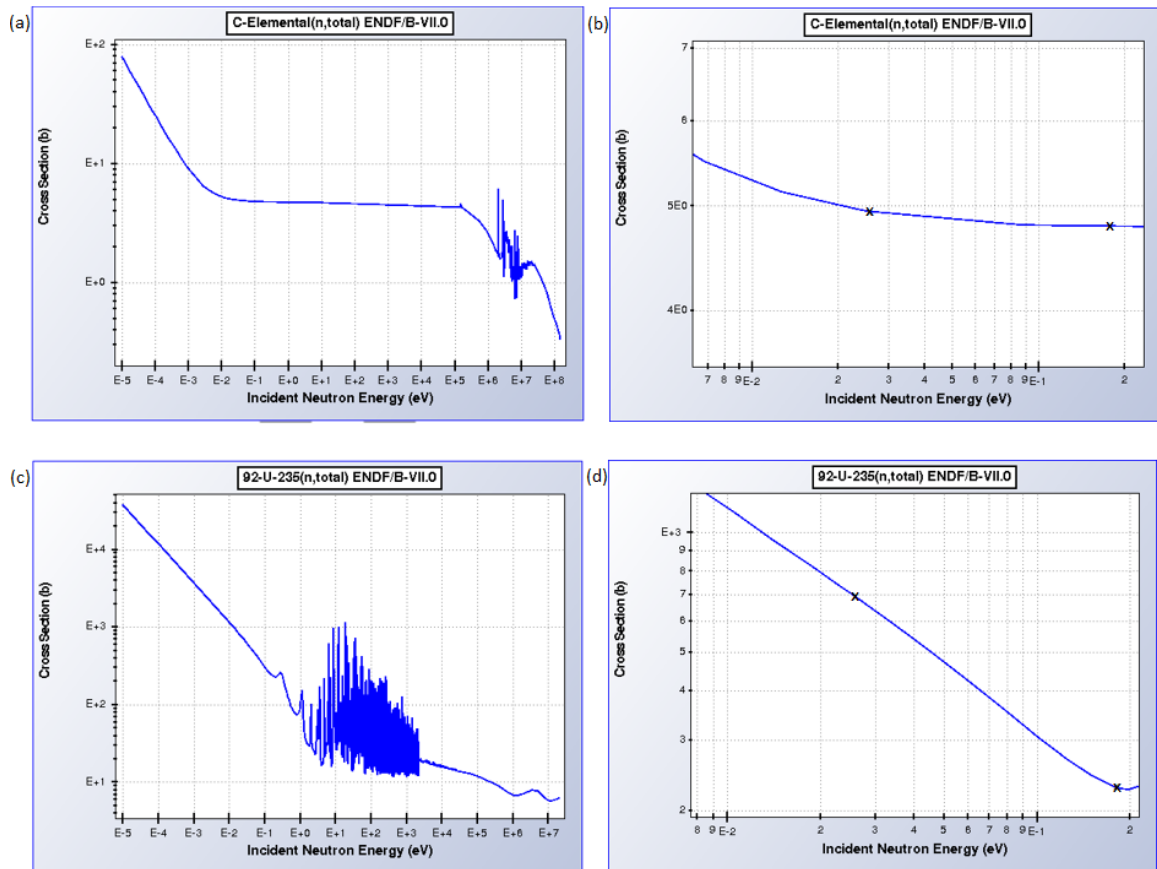 (a)
C-Elemental(n,total) ENDF/B-VII.0
Cross Section (b)
E+2
E+1
E+0
E-5 E-4 E-3 E-2 E-1 E+0 E+1 E+2 E+3 E+4 E+5 E+6 E+7 E+8
Incident Neutron Energy (eV)
(b)
C-Elemental(n,total) ENDF/B-VII.0
Cross Section (b)
7
6
5E0
4E0
7 8 9E-2 2 3 4 5 6 7 8 9E-1 2
Incident Neutron Energy (eV)
(c)
92-U-235(n,total) ENDF/B-VII.0
Cross Section (b)
E+4
E+3
E+2
E+1
E-5 E-4 E-3 E-2 E-1 E+0 E+1 E+2 E+3 E+4 E+5 E+6 E+7
Incident Neutron Energy (eV)
(d)
92-U-235(n,total) ENDF/B-VII.0
Cross Section (b)
E+3
9
8
7
6
5
4
3
2
8 9E-2 2 3 4 5 6 7 8 9E-1 2
Incident Neutron Energy (eV)